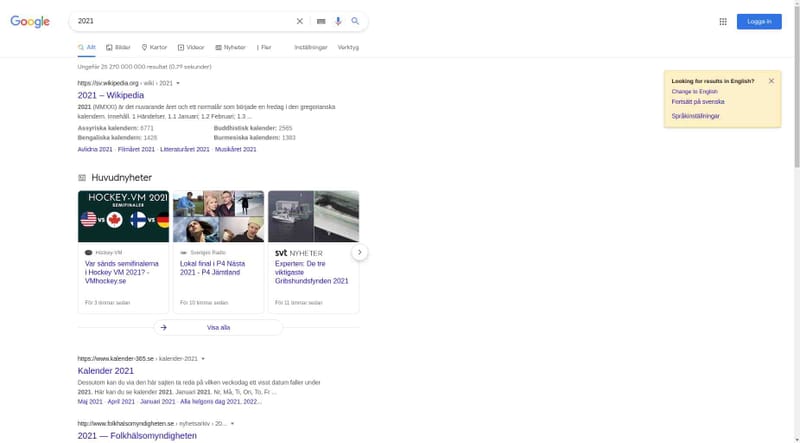 Google
2021
Logga in
Allt
Bilder
Kartor
Videor
Nyheter
Fler
Inställningar
Verktyg
Ungefär 25 270 000 000 resultat (0,79 sekunder)
https://sv.wikipedia.org › wiki › 2021
2021 – Wikipedia
2021 (MMXXI) är det nuvarande året och ett normalår som började en fredag i den gregorianska
kalendern. Innehåll. 1 Händelser. 1.1 Januari; 1.2 Februari; 1.3 ...
Assyriska kalendern: 6771
Buddhistisk kalender: 2565
Bengaliska kalendern: 1428
Burmesiska kalendern: 1383
Avlidna 2021 · Filmåret 2021 · Litteraturåret 2021 · Musikåret 2021
Looking for results in English?
Change to English
Fortsätt på svenska
Språkinställningar
Huvudnyheter
HOCKEY-VM 2021
SEMIFINALER
VS
VS
Hockey-VM
Var sänds semifinalerna
i Hockey VM 2021? -
VMhockey.se
För 3 timmar sedan
Sveriges Radio
Lokal final i P4 Nästa
2021 - P4 Jämtland
För 10 timmar sedan
svt NYHETER
Experten: De tre
viktigaste
Gribshundsfynden 2021
För 11 timmar sedan
Visa alla
https://www.kalender-365.se › kalender-2021
Kalender 2021
Dessutom kan du via den här sajten ta reda på vilken veckodag ett visst datum faller under
2021. Här kan du se kalender 2021. Januari 2021. Nr, Må, Ti, On, To, Fr ...
Maj 2021 · April 2021 · Januari 2021 · Alla helgons dag 2021, 2022...
http://www.folkhalsomyndigheten.se › nyhetsarkiv › 20...
2021 — Folkhälsomyndigheten